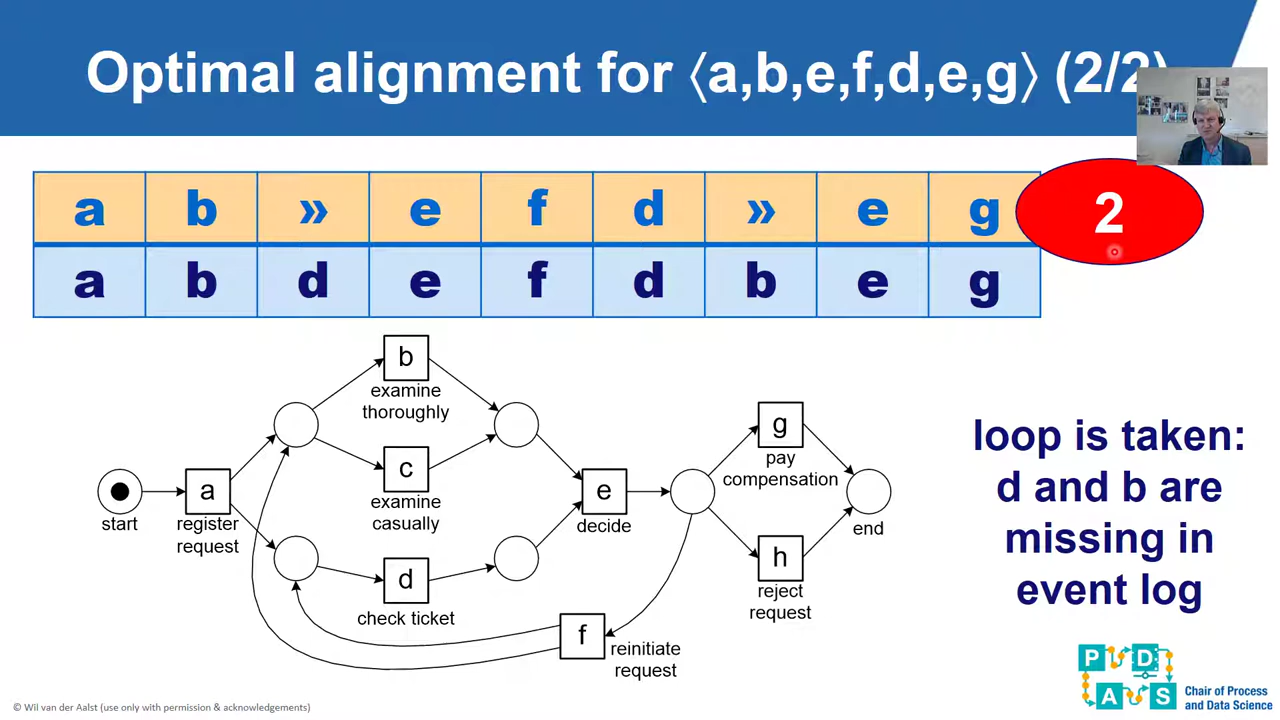 Optimal alignment for ⟨a,b,e,f,d,e,g⟩ (2/2)
a b » e f d » e g
2
a b d e f d b e g
b
examine
thoroughly
c
examine
casually
start
a
register
request
d
check ticket
e
decide
f
reinitiate
request
g
pay
compensation
h
reject
request
end
loop is taken:
d and b are
missing in
event log
P D
A S
Chair of Process
and Data Science
© Wil van der Aalst (use only with permission & acknowledgements)